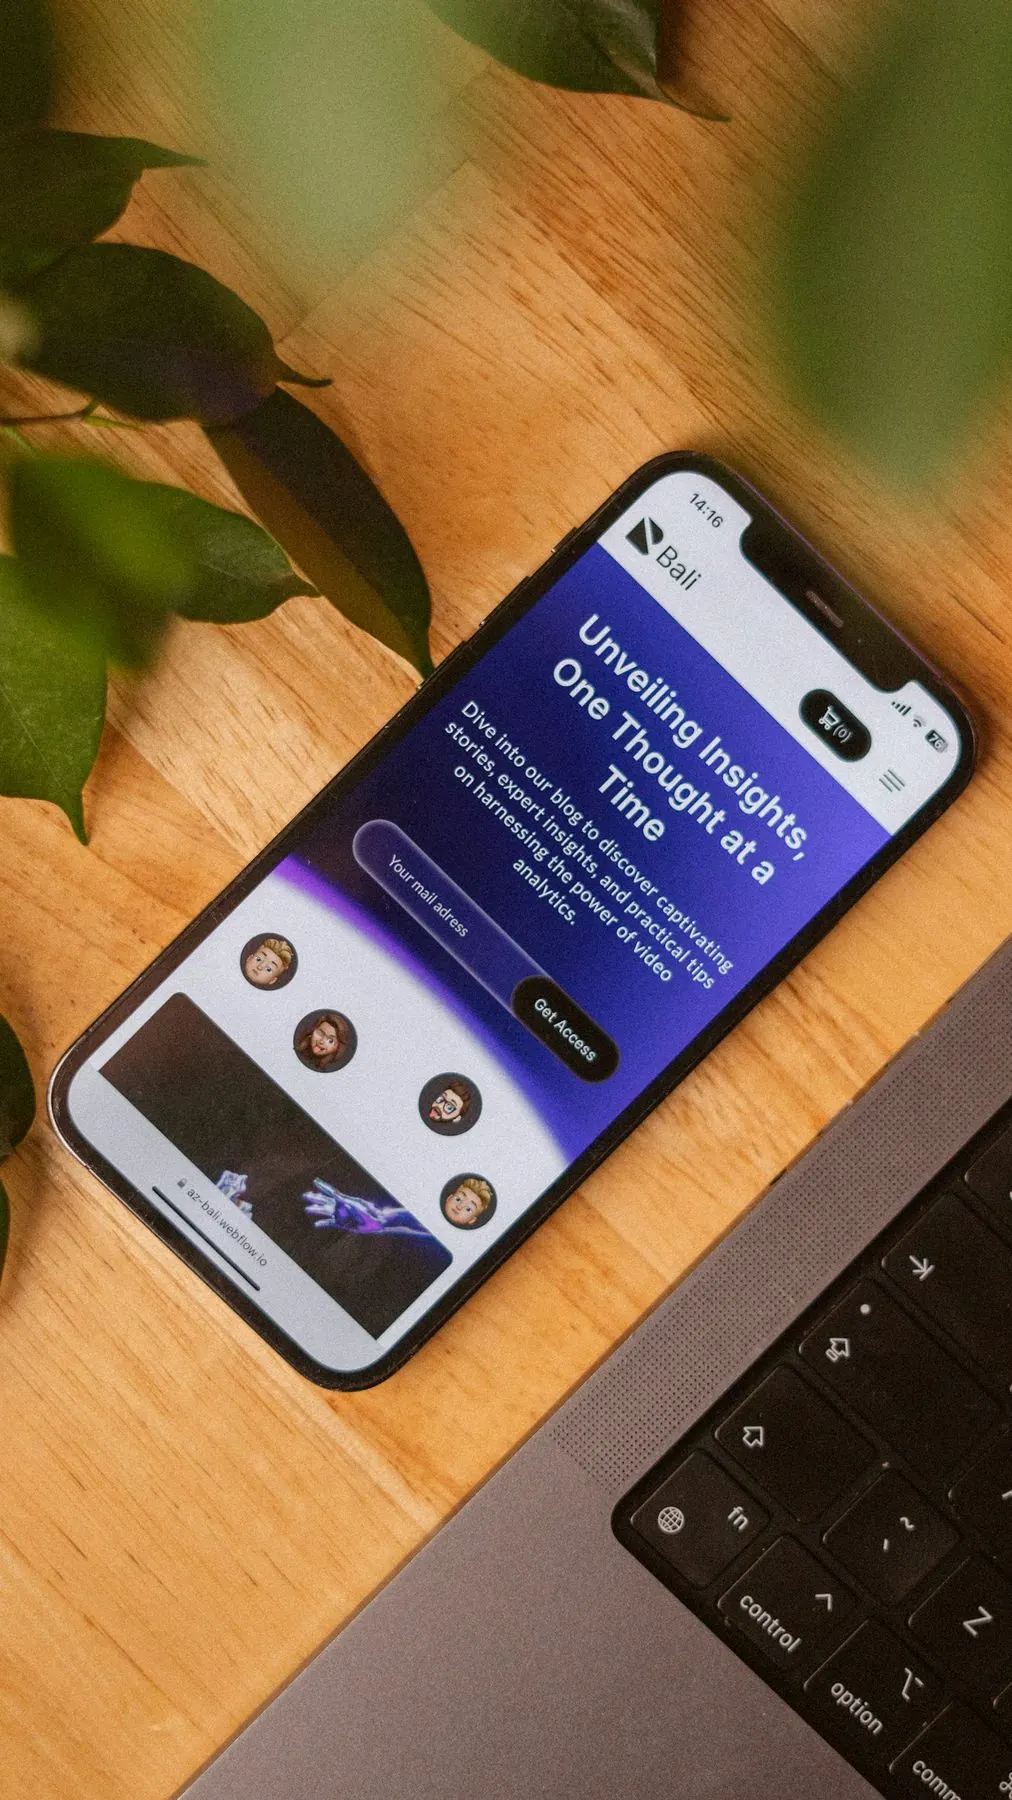 14:16
76
Bali
(0)
Unveiling Insights,
One Thought at a
Time
Dive into our blog to discover captivating
stories, expert insights, and practical tips
on harnessing the power of video
analytics.
Your mail adress
Get Access
az-bali.webflow.io
fn
~
control
Z
option
comm